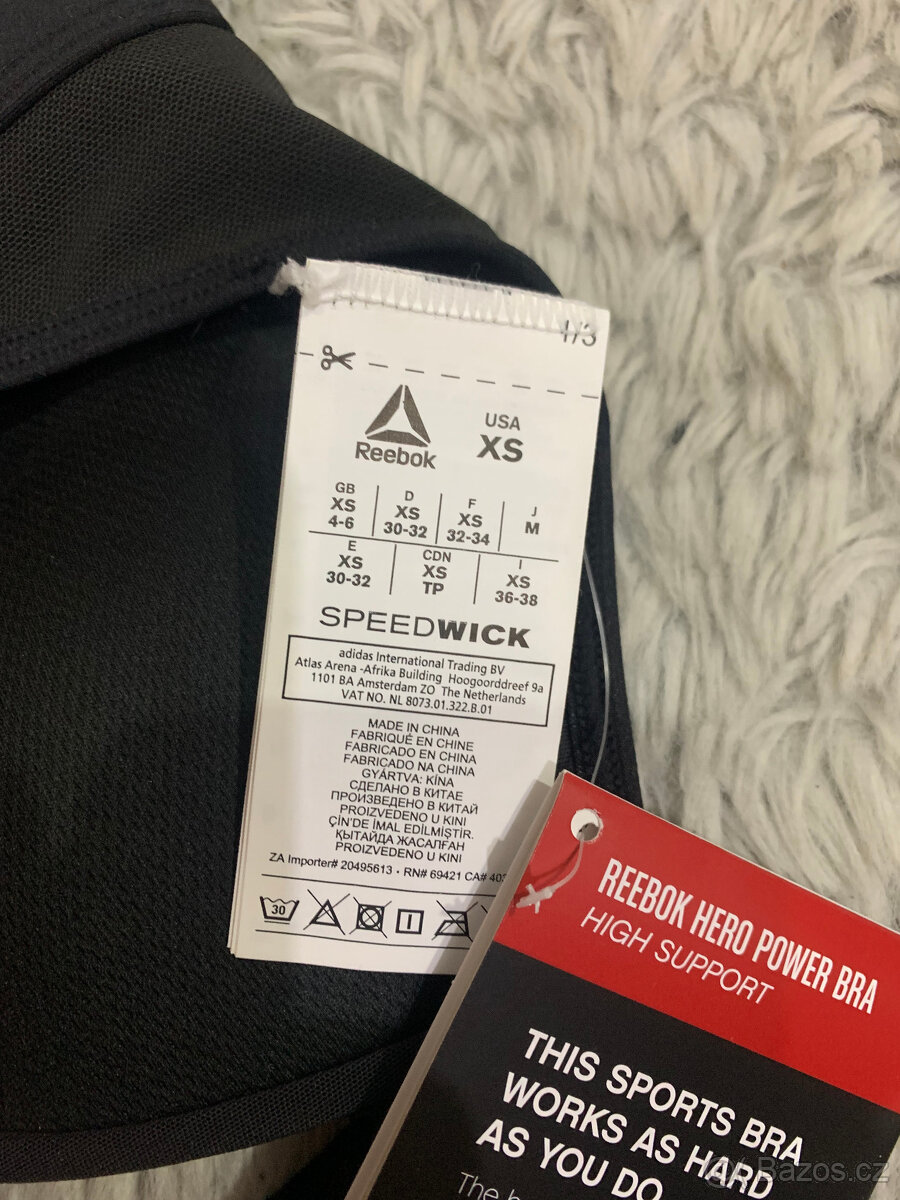 1/3
Reebok
USA
XS
GB
XS
4-6
D
XS
30-32
F
XS
32-34
J
M
E
XS
30-32
CDN
XS
TP
I
XS
36-38
SPEEDWICK
adidas International Trading BV
Atlas Arena -Afrika Building Hoogoorddreef 9a
1101 BA Amsterdam ZO The Netherlands
VAT NO. NL 8073.01.322.B.01
MADE IN CHINA
FABRIQUÉ EN CHINE
FABRICADO EN CHINA
FABRICADO NA CHINA
GYÁRTVA: KÍNA
СДЕЛАНО В КИТАЕ
ПРОИЗВЕДЕНО В КИТАЙ
PROIZVEDENO U KINI
ÇİN'DE İMAL EDİLMİŞTİR.
ҚЫТАЙДА ЖАСАЛҒАН
PROIZVEDENO U KINI
ZA Importer# 20495613 • RN# 69421 CA#
30
REEBOK HERO POWER BRA
HIGH SUPPORT
THIS SPORTS BRA
WORKS AS HARD
AS YOU DO
The
Bazos.cz